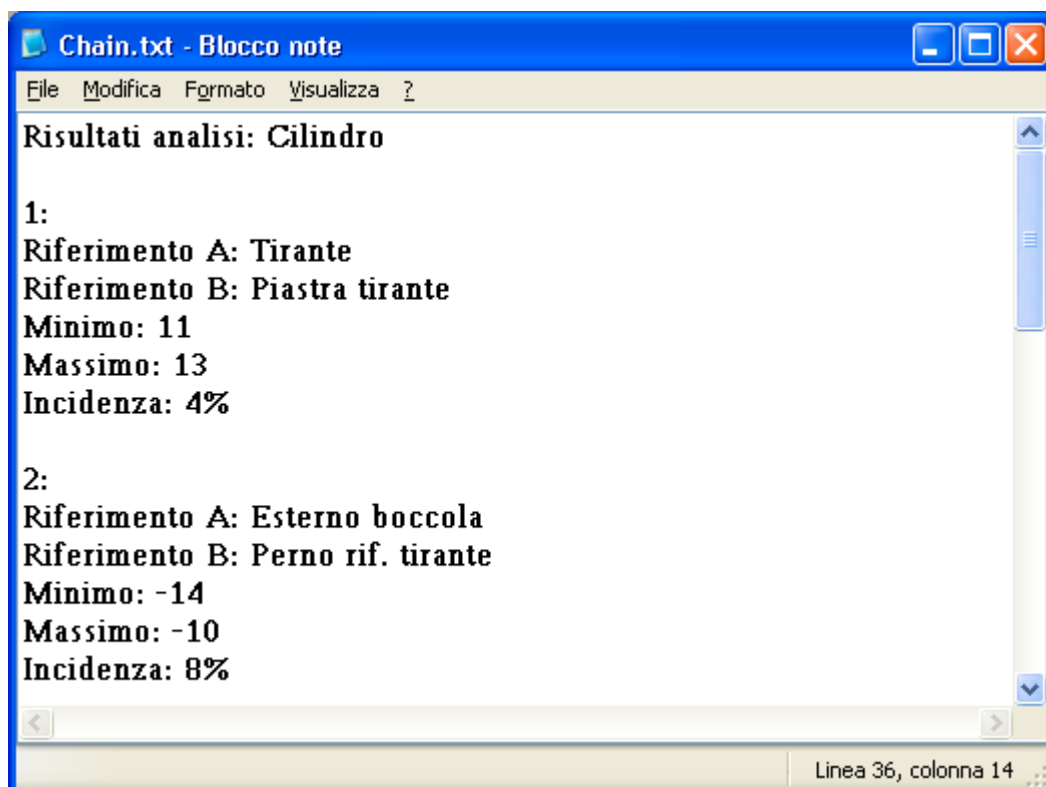 Chain.txt - Blocco note
File Modifica Formato Visualizza ?
Risultati analisi: Cilindro
1:
Riferimento A: Tirante
Riferimento B: Piastra tirante
Minimo: 11
Massimo: 13
Incidenza: 4%
2:
Riferimento A: Esterno boccola
Riferimento B: Perno rif. tirante
Minimo: -14
Massimo: -10
Incidenza: 8%
Linea 36, colonna 14